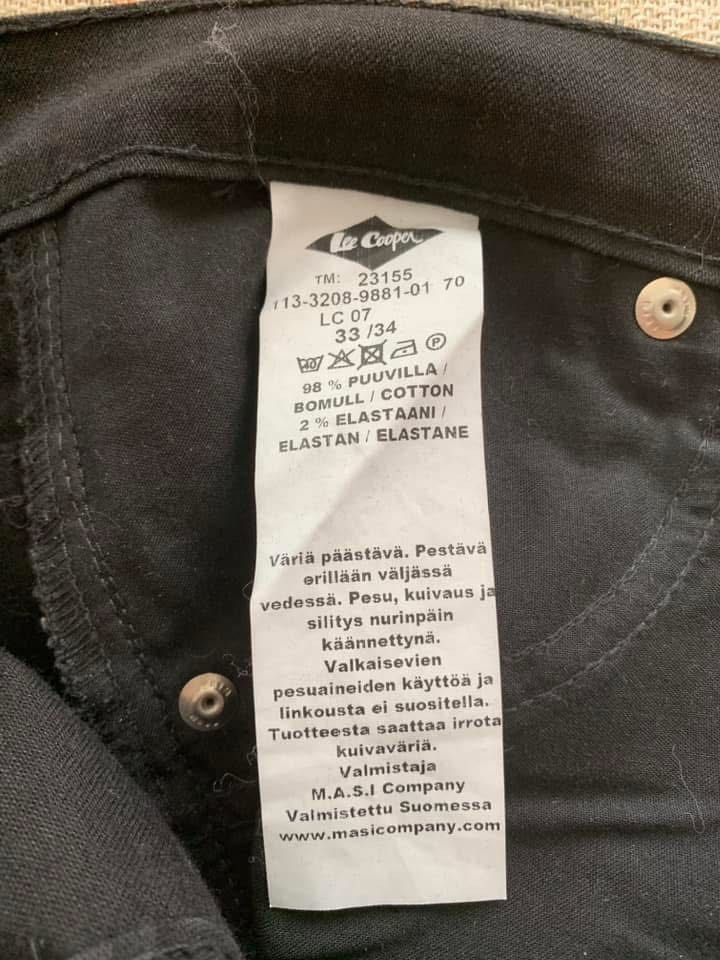 Lee Cooper
TM: 23155
113-3208-9881-01 70
LC 07
33 /34
40 P
98 % PUUVILLA /
BOMULL / COTTON
2 % ELASTAANI /
ELASTAN / ELASTANE
Väriä päästävä. Pestävä
erillään väljässä
vedessä. Pesu, kuivaus ja
silitys nurinpäin
käännettynä.
Valkaisevien
pesuaineiden käyttöä ja
linkousta ei suositella.
Tuotteesta saattaa irrota
kuivaväriä.
Valmistaja
M.A.S.I Company
Valmistettu Suomessa
www.masicompany.com